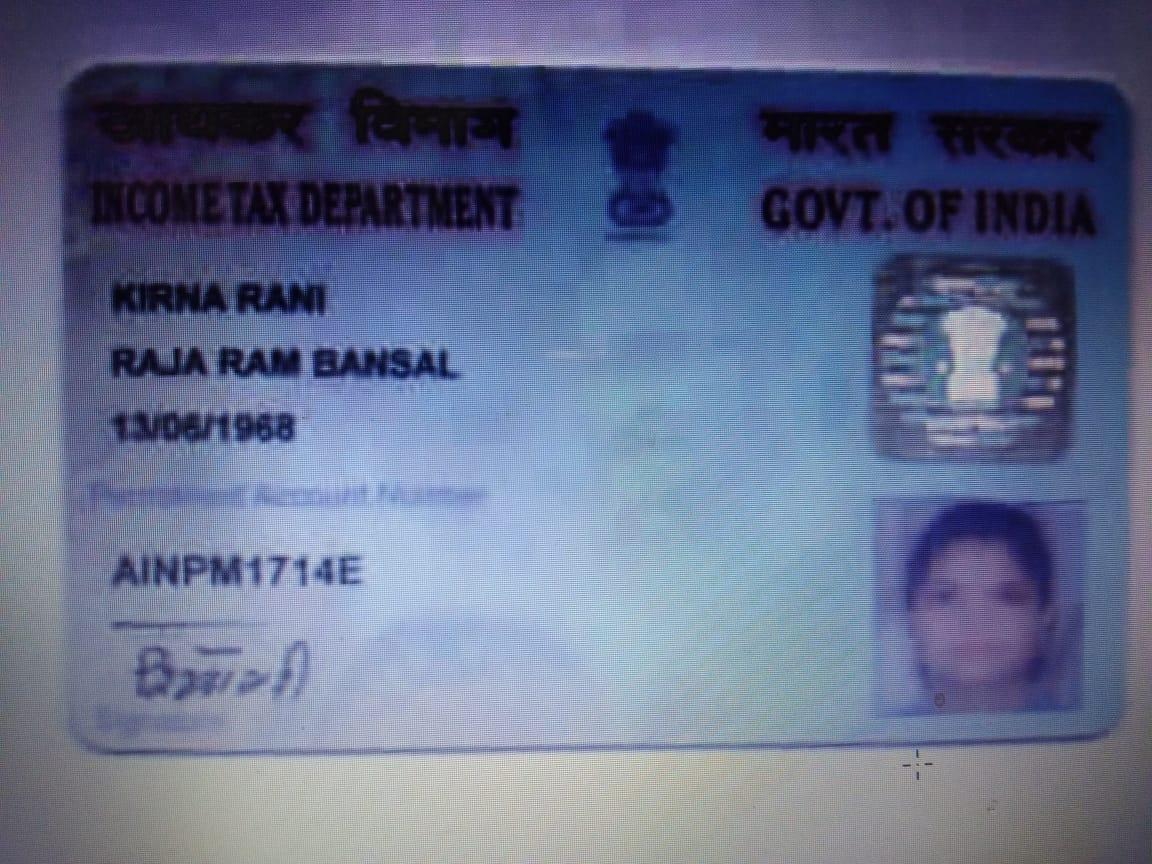 आयकर विभाग
भारत सरकार
INCOME TAX DEPARTMENT
GOVT. OF INDIA
KIRNA RANI
RAJA RAM BANSAL
13/06/1968
Permanent Account Number
AINPM1714E
Signature